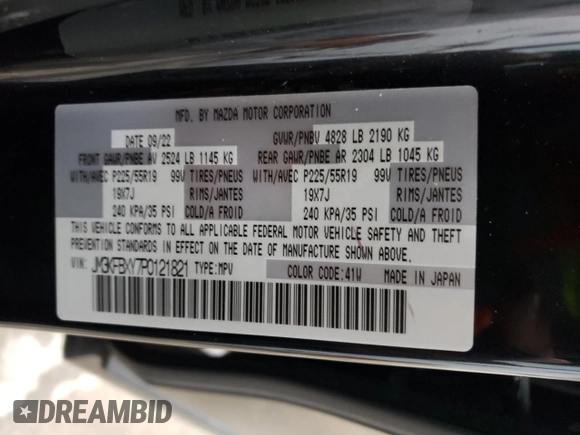 MFD. BY MAZDA MOTOR CORPORATION
DATE 09/22 GVWR/PNBV 4828 LB 2190 KG
FRONT GAWR/PNBE AV 2524 LB 1145 KG REAR GAWR/PNBE AR 2304 LB 1045 KG
WITH/AVEC P225/55R19 99V TIRES/PNEUS WITH/AVEC P225/55R19 99V TIRES/PNEUS
19X7J RIMS/JANTES 19X7J RIMS/JANTES
240 KPA/35 PSI COLD/A FROID 240 KPA/35 PSI COLD/A FROID
THIS VEHICLE CONFORMS TO ALL APPLICABLE FEDERAL MOTOR VEHICLE SAFETY AND THEFT
PREVENTION STANDARDS IN EFFECT ON THE DATE OF MANUFACTURE SHOWN ABOVE.
VIN: JM3KFBXY7P0121821 TYPE:MPV COLOR CODE:41W MADE IN JAPAN
DREAMBID